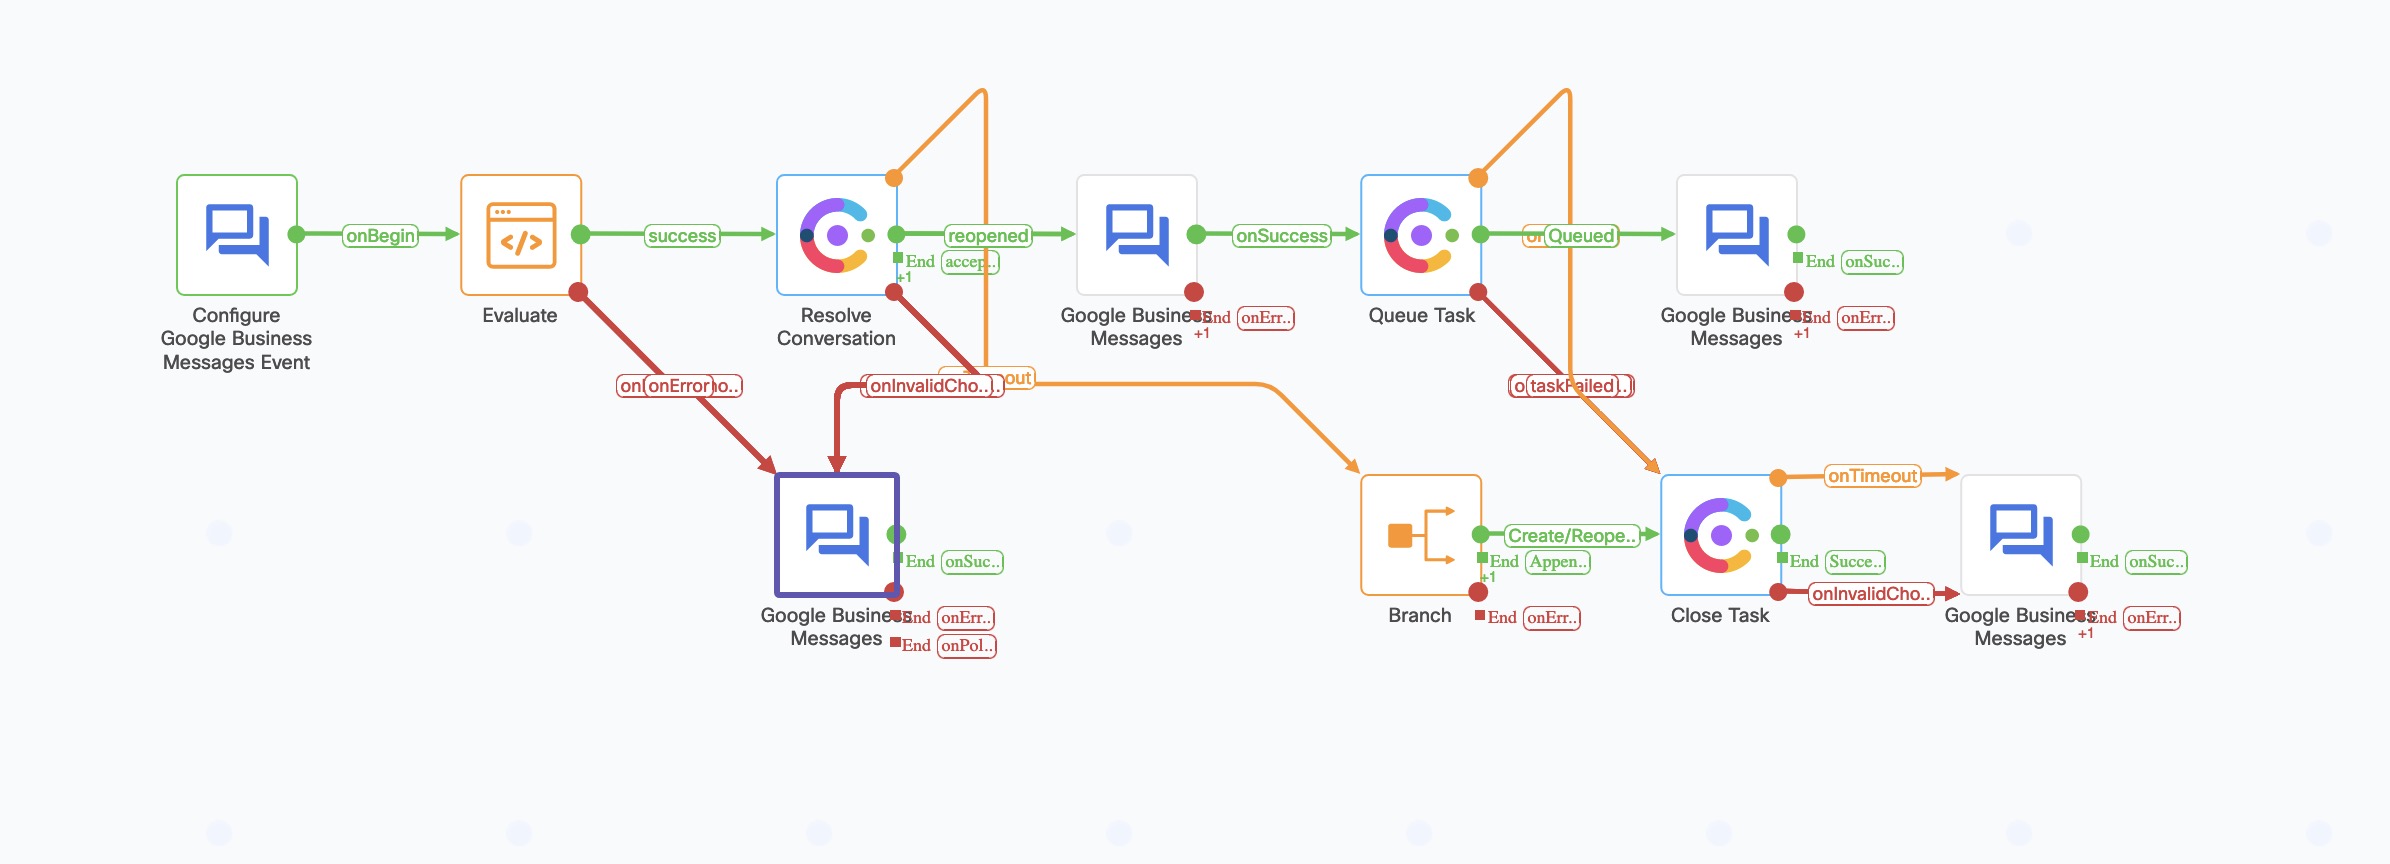 onBegin
success
reopened
onSuccess
Queued
End accep..
+1
End onSuc..
Configure
Google Business
Messages Event
Evaluate
Resolve
Conversation
Google Business
Messages
End onErr..
+1
Queue Task
Google Business
Messages
End onErr..
+1
onError
onInvalidCho..
out
taskFailed
onTimeout
Create/Reope..
End onSuc..
End Appen..
+1
End Succe..
End onSuc..
onInvalidCho..
Google Business
Messages
End onErr..
End onPol..
Branch
End onErr..
Close Task
Google Business
Messages
End onErr..
+1